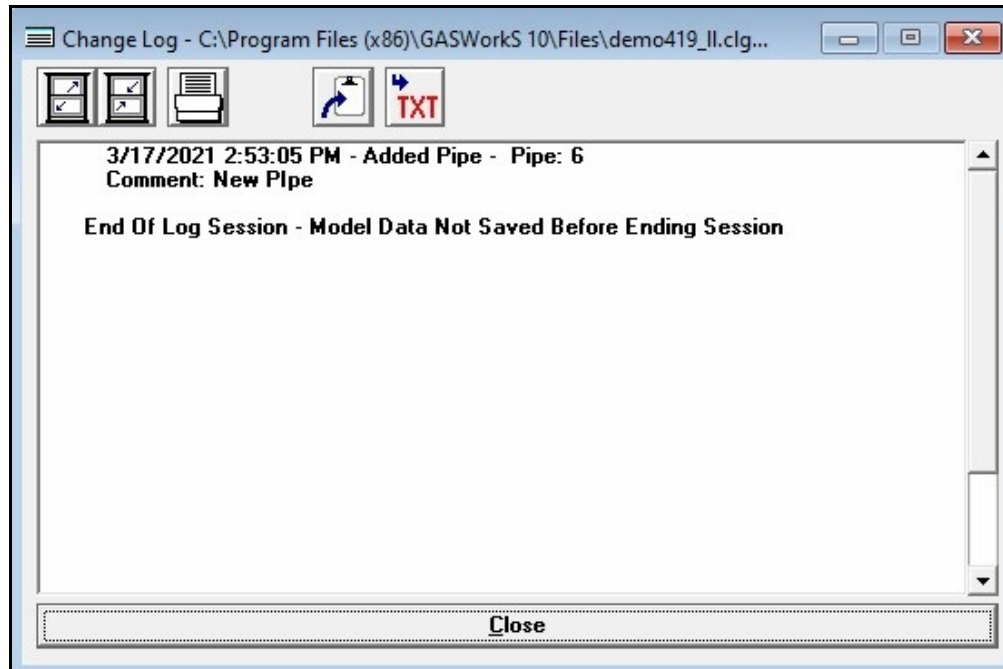 Change Log - C:\Program Files (x86)\GASWorkS 10\Files\demo419_II.clg...
TXT
3/17/2021 2:53:05 PM - Added Pipe - Pipe: 6
Comment: New PIpe
End Of Log Session - Model Data Not Saved Before Ending Session
Close